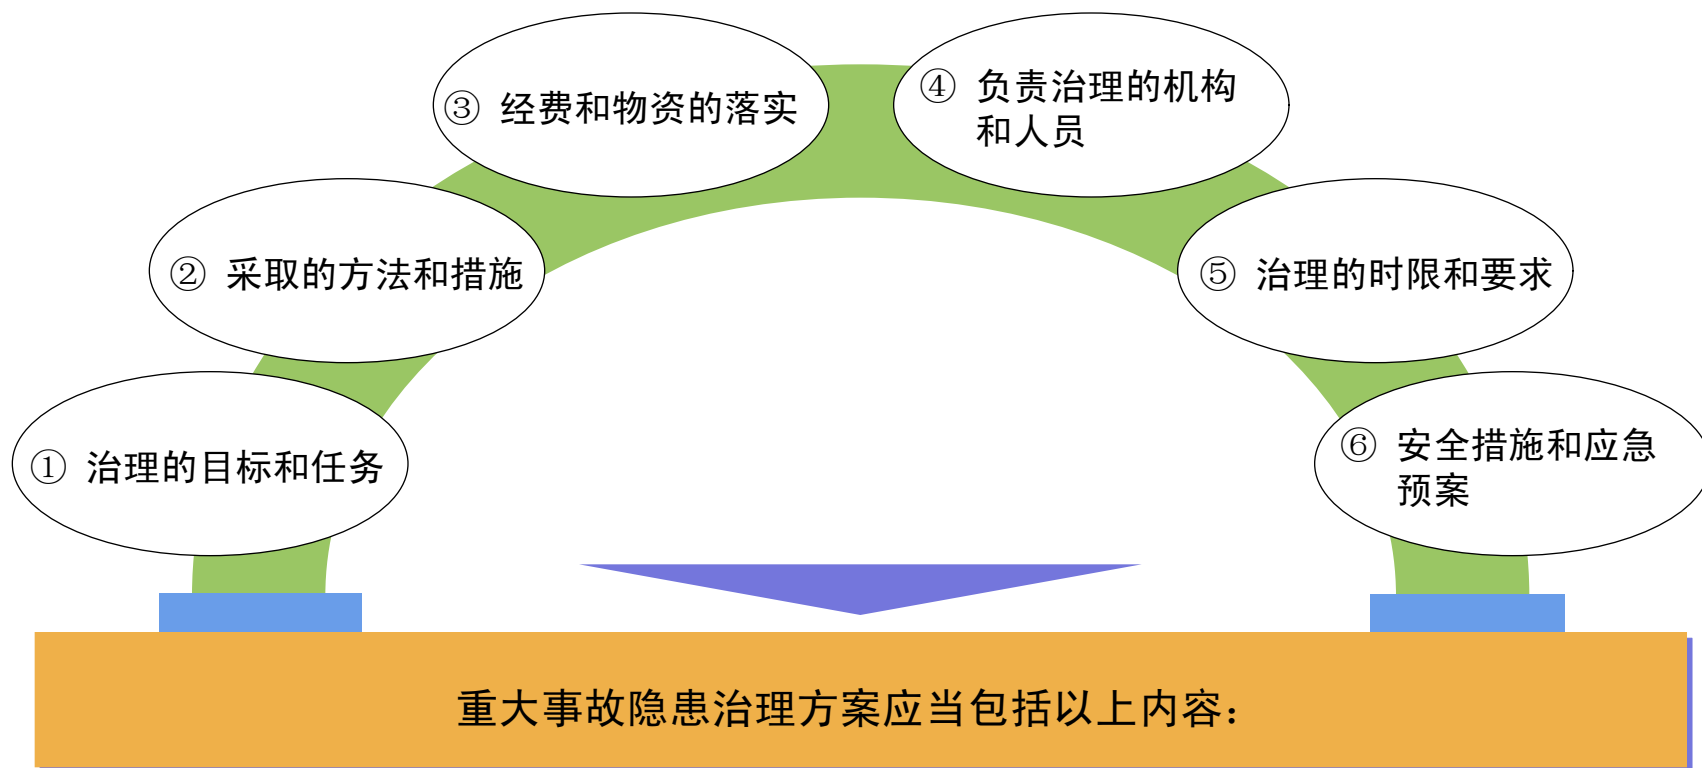 ① 治理的目标和任务
② 采取的方法和措施
③ 经费和物资的落实
④ 负责治理的机构
和人员
⑤ 治理的时限和要求
⑥ 安全措施和应急
预案
重大事故隐患治理方案应当包括以上内容：